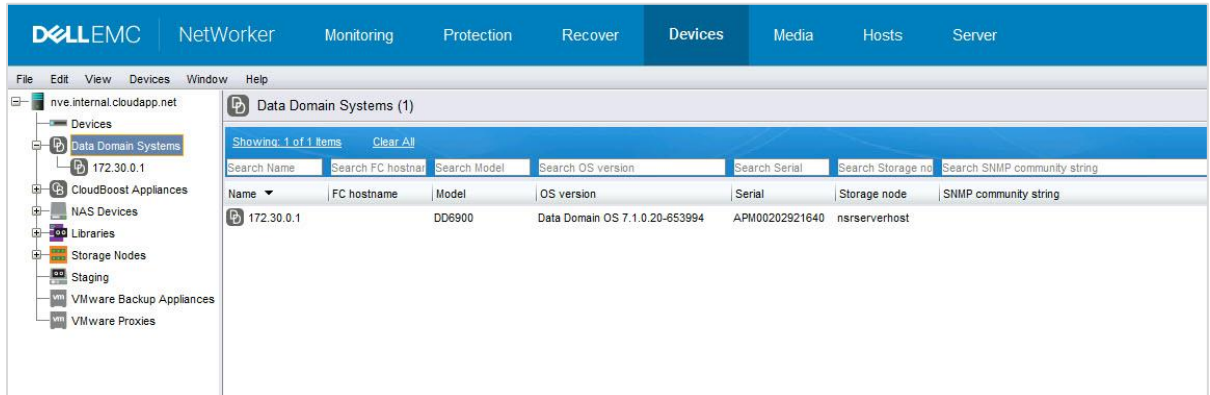 DELLEMC NetWorker Monitoring Protection Recover Devices Media Hosts Server
File Edit View Devices Window Help
nve.internal.cloudapp.net
Devices
Data Domain Systems
172.30.0.1
CloudBoost Appliances
NAS Devices
Libraries
Storage Nodes
Staging
VMware Backup Appliances
VMware Proxies
Data Domain Systems (1)
Showing: 1 of 1 items Clear All
Search Name Search FC hostnar Search Model Search OS version Search Serial Search Storage no Search SNMP community string
Name FC hostname Model OS version Serial Storage node SNMP community string
172.30.0.1 DD6900 Data Domain OS 7.1.0.20-653994 APM00202921640 nsrserverhost